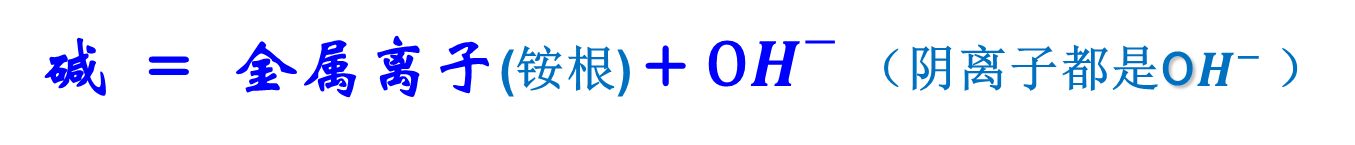 碱 = 金属离子(铵根)+ OH⁻ （阴离子都是OH⁻ ）